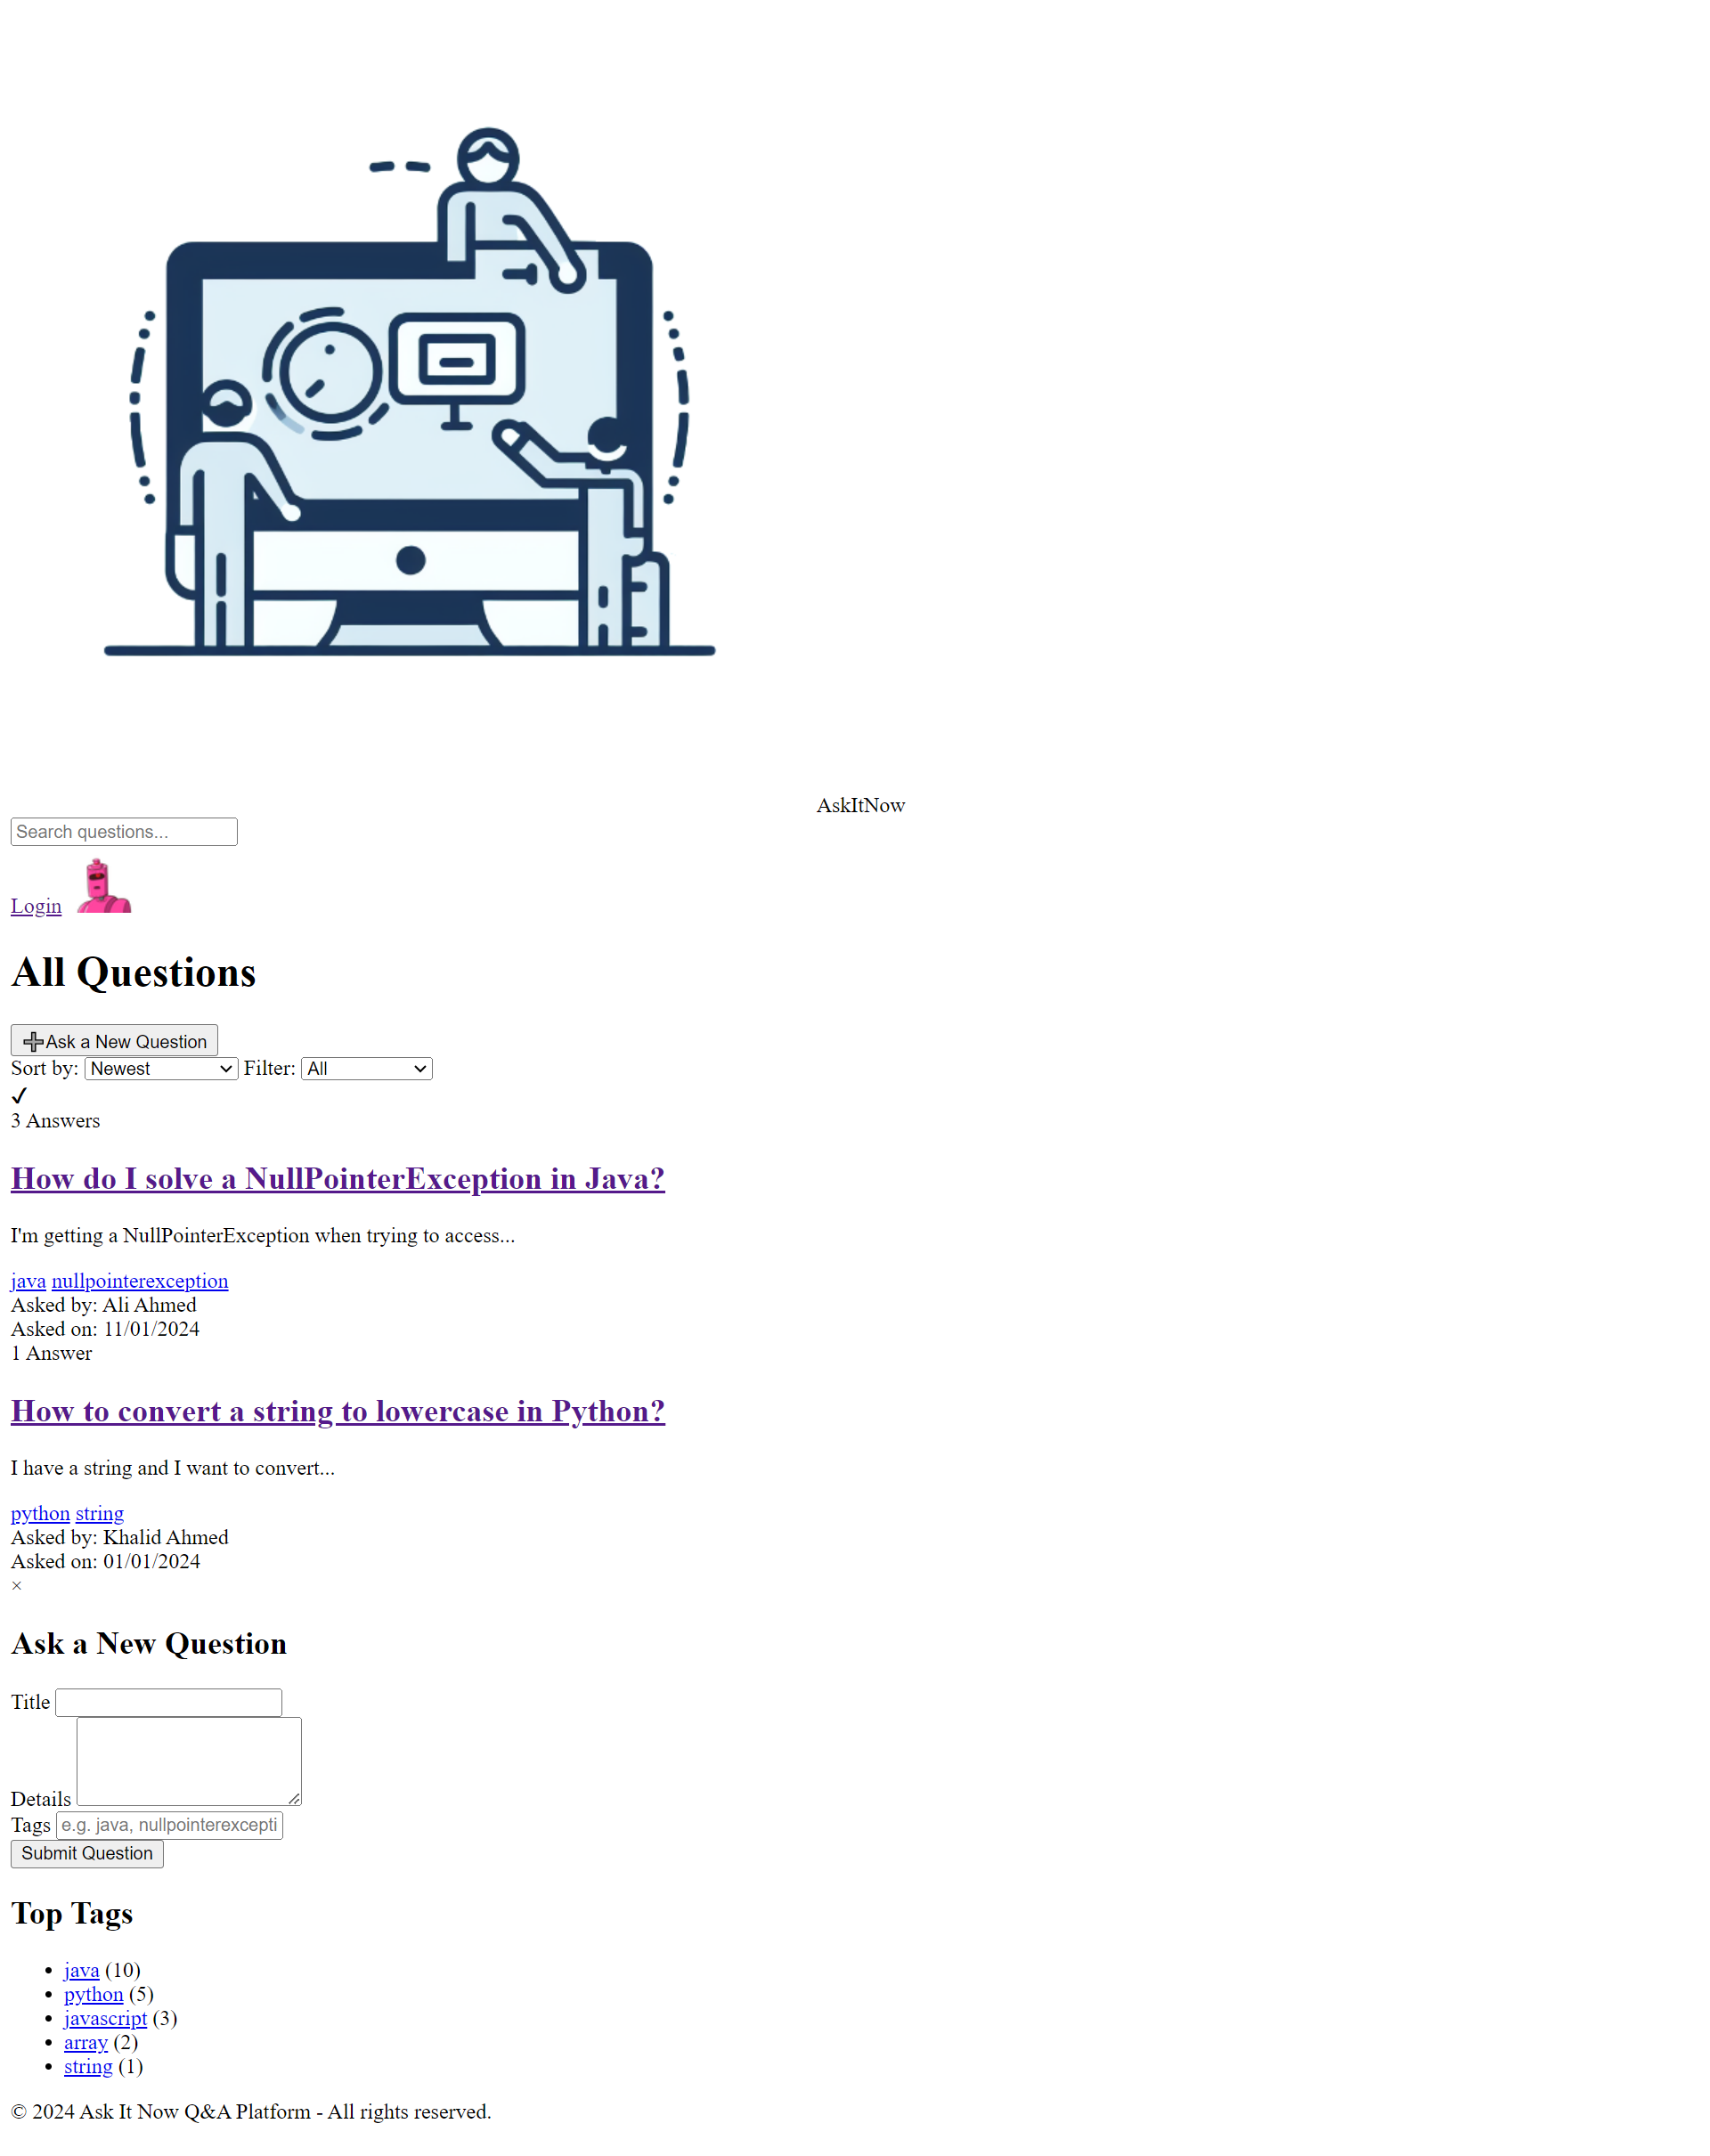 AskItNow
Search questions...
Login
All Questions
➕Ask a New Question
Sort by: Newest Filter: All
✓
3 Answers
How do I solve a NullPointerException in Java?
I'm getting a NullPointerException when trying to access...
java nullpointerexception
Asked by: Ali Ahmed
Asked on: 11/01/2024
1 Answer
How to convert a string to lowercase in Python?
I have a string and I want to convert...
python string
Asked by: Khalid Ahmed
Asked on: 01/01/2024
×
Ask a New Question
Title
Details
Tags e.g. java, nullpointerexcepti
Submit Question
Top Tags
• java (10)
• python (5)
• javascript (3)
• array (2)
• string (1)
© 2024 Ask It Now Q&A Platform - All rights reserved.